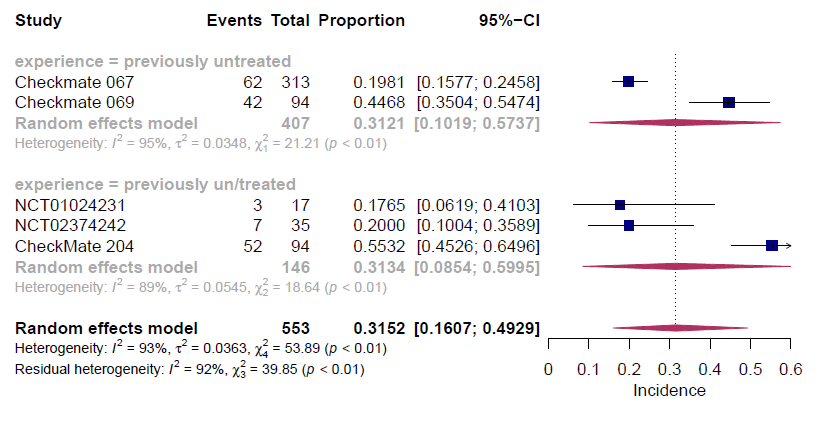 Study Events Total Proportion 95%−CI
experience = previously untreated
Checkmate 067 62 313 0.1981 [0.1577; 0.2458]
Checkmate 069 42 94 0.4468 [0.3504; 0.5474]
Random effects model 407 0.3121 [0.1019; 0.5737]
Heterogeneity: I² = 95%, τ² = 0.0348, χ²₁ = 21.21 (p < 0.01)
experience = previously un/treated
NCT01024231 3 17 0.1765 [0.0619; 0.4103]
NCT02374242 7 35 0.2000 [0.1004; 0.3589]
CheckMate 204 52 94 0.5532 [0.4526; 0.6496]
Random effects model 146 0.3134 [0.0854; 0.5995]
Heterogeneity: I² = 89%, τ² = 0.0545, χ²₂ = 18.64 (p < 0.01)
Random effects model 553 0.3152 [0.1607; 0.4929]
Heterogeneity: I² = 93%, τ² = 0.0363, χ²₄ = 53.89 (p < 0.01)
Residual heterogeneity: I² = 92%, χ²₃ = 39.85 (p < 0.01)
0 0.1 0.2 0.3 0.4 0.5 0.6
Incidence